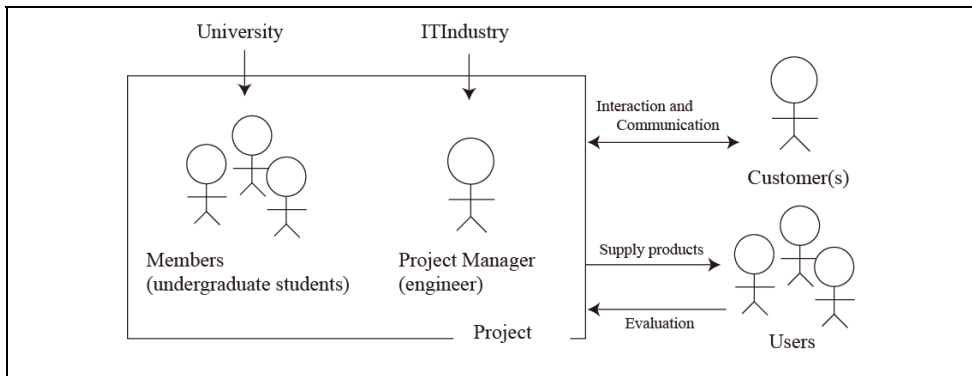 University
ITIndustry
Interaction and
Communication
Customer(s)
Members
(undergraduate students)
Project Manager
(engineer)
Supply products
Evaluation
Project
Users